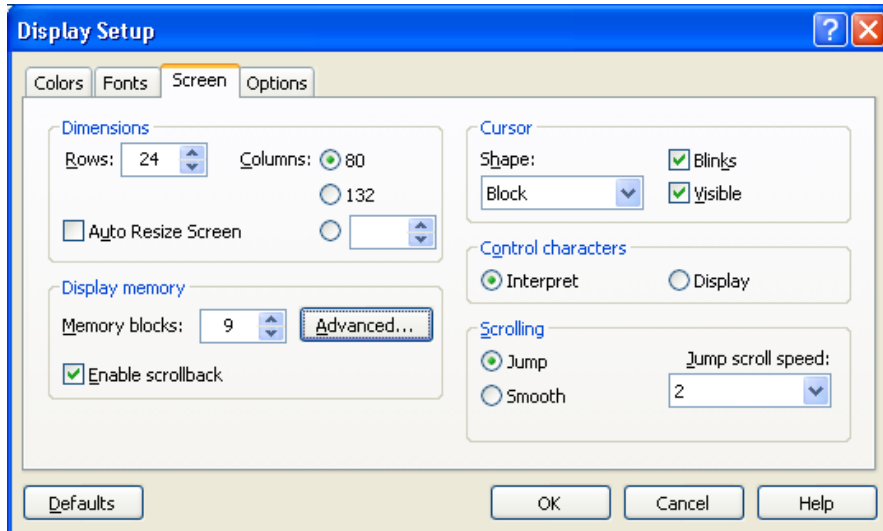 Display Setup
Colors Fonts Screen Options
Dimensions
Rows: 24 Columns: 80
132
Auto Resize Screen
Display memory
Memory blocks: 9 Advanced...
Enable scrollback
Cursor
Shape: Blinks
Block Visible
Control characters
Interpret Display
Scrolling
Jump Jump scroll speed:
Smooth 2
Defaults OK Cancel Help